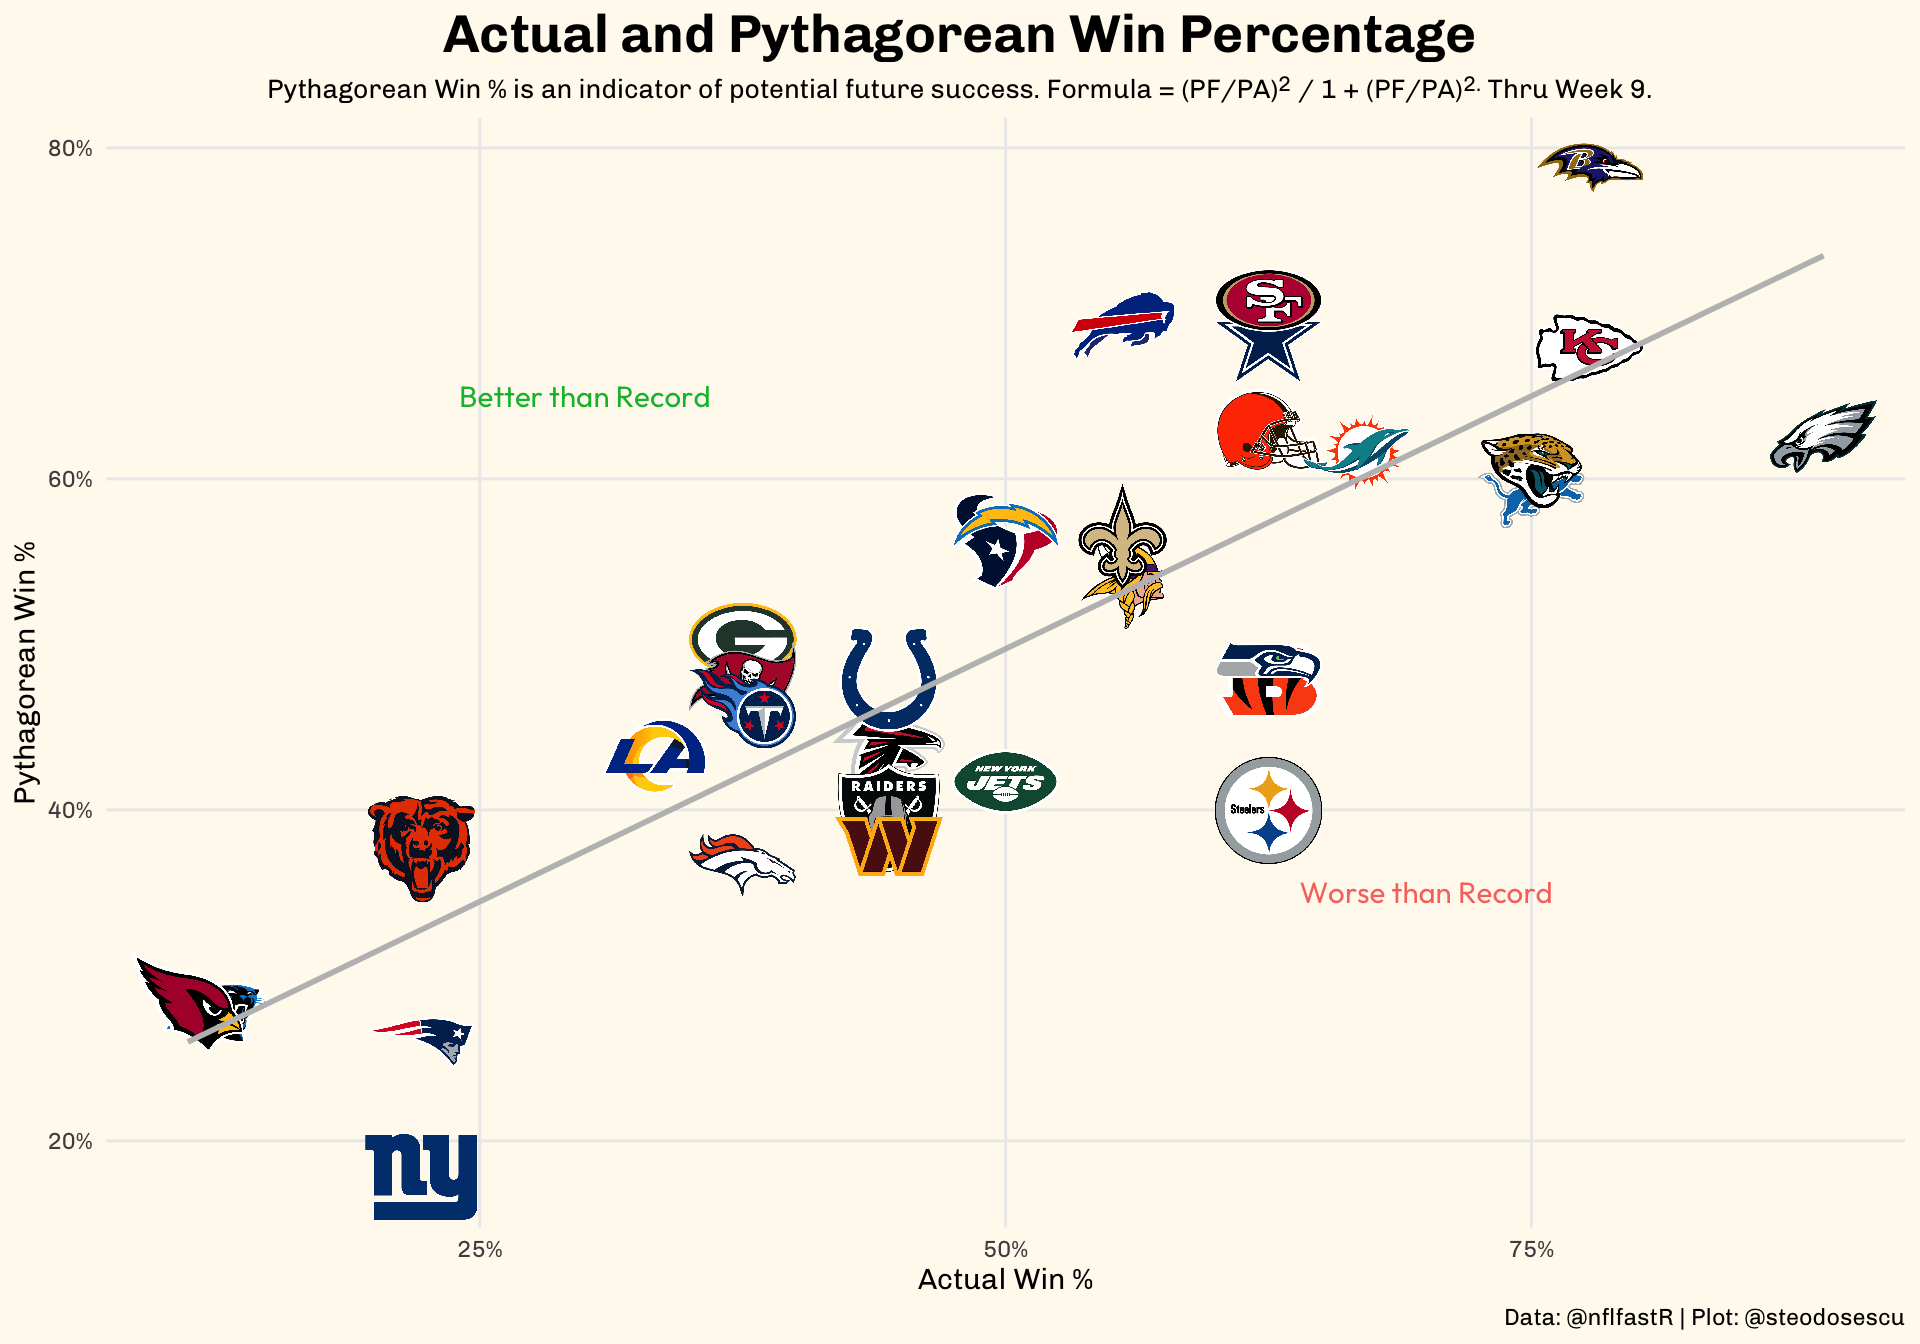 Actual and Pythagorean Win Percentage
Pythagorean Win % is an indicator of potential future success. Formula = (PF/PA)² / 1 + (PF/PA)²· Thru Week 9.
80%
60%
40%
20%
Pythagorean Win %
Better than Record
Worse than Record
B
SF
KC
G
T
LA
RAIDERS
NEW YORK
JETS
Steelers
W
B
ny
25%
50%
75%
Actual Win %
Data: @nflfastR | Plot: @steodosescu